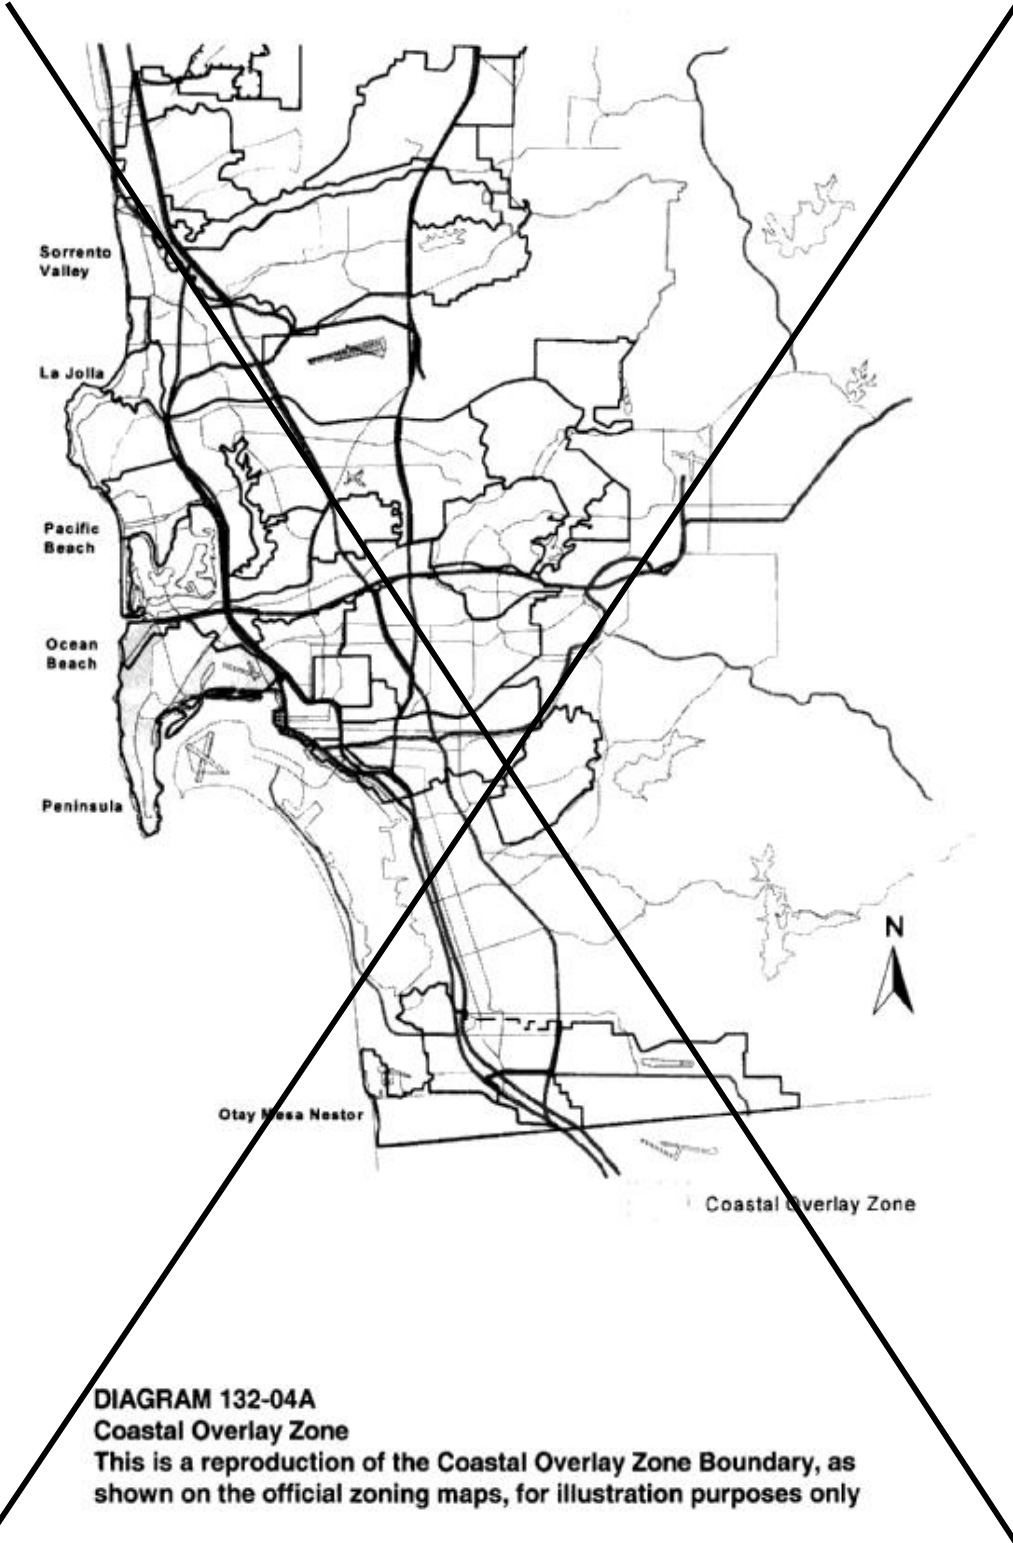 Sorrento
Valley
La Jolla
Pacific
Beach
Ocean
Beach
Peninsula
N
Otay Mesa Nestor
Coastal Overlay Zone
DIAGRAM 132-04A
Coastal Overlay Zone
This is a reproduction of the Coastal Overlay Zone Boundary, as
shown on the official zoning maps, for illustration purposes only